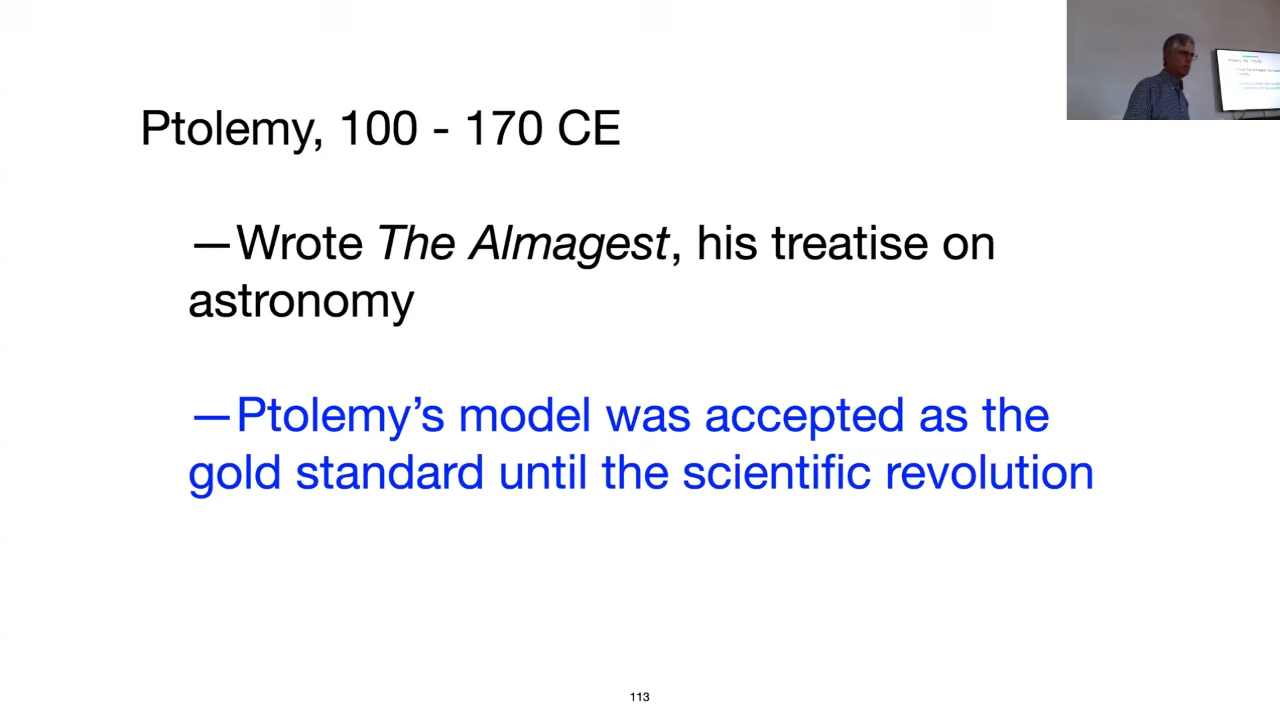 Ptolemy, 100 - 170 CE
—Wrote The Almagest, his treatise on
astronomy
—Ptolemy’s model was accepted as the
gold standard until the scientific revolution
113